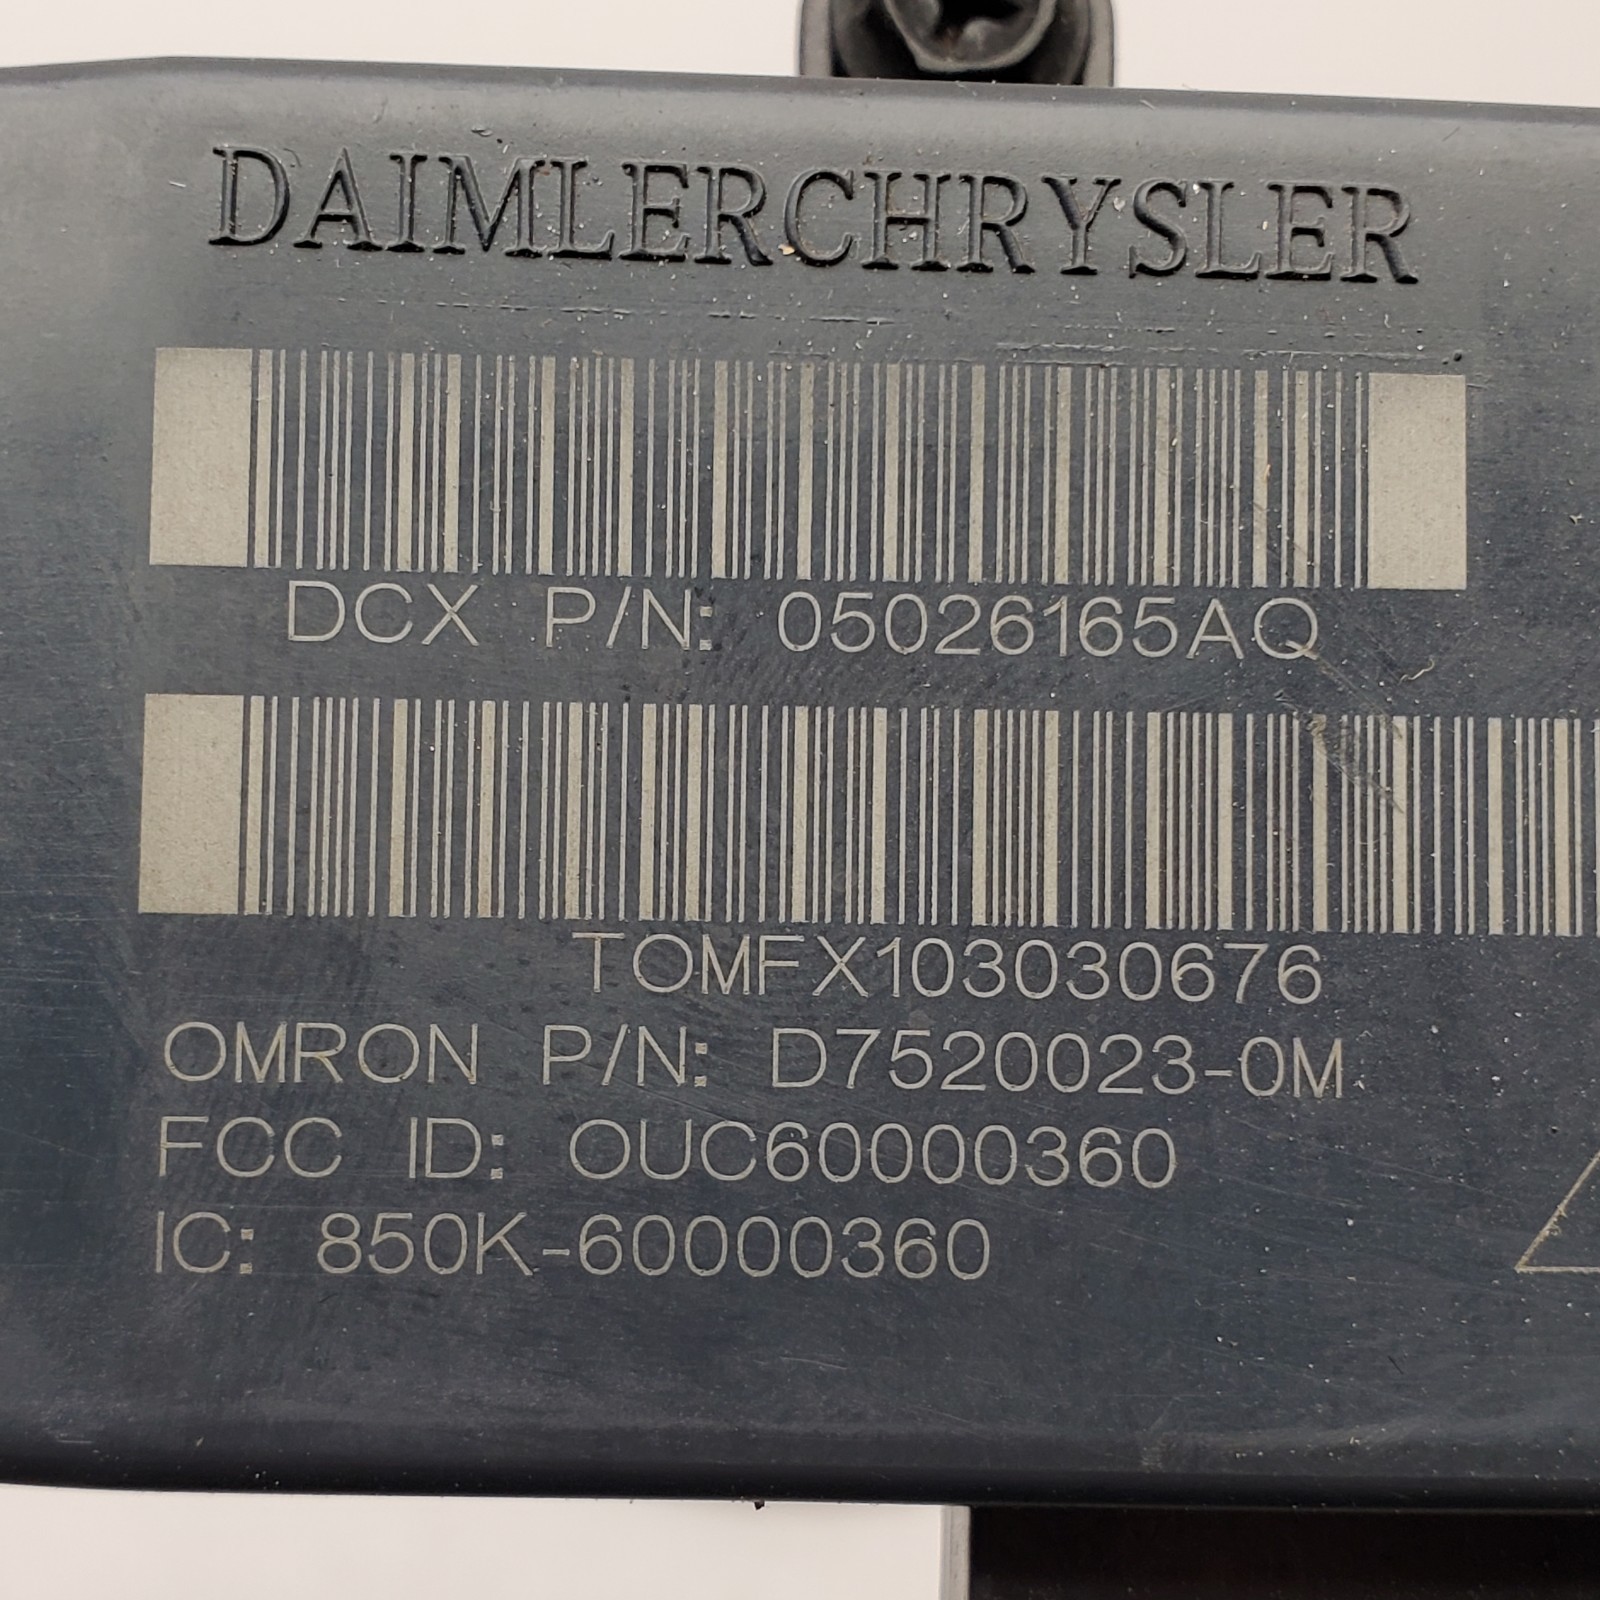 DAIMLERCHRYSLER
DCX P/N: 05026165AQ
TOMFX103030676
OMRON P/N: D7520023-0M
FCC ID: OUC60000360
IC: 850K-60000360